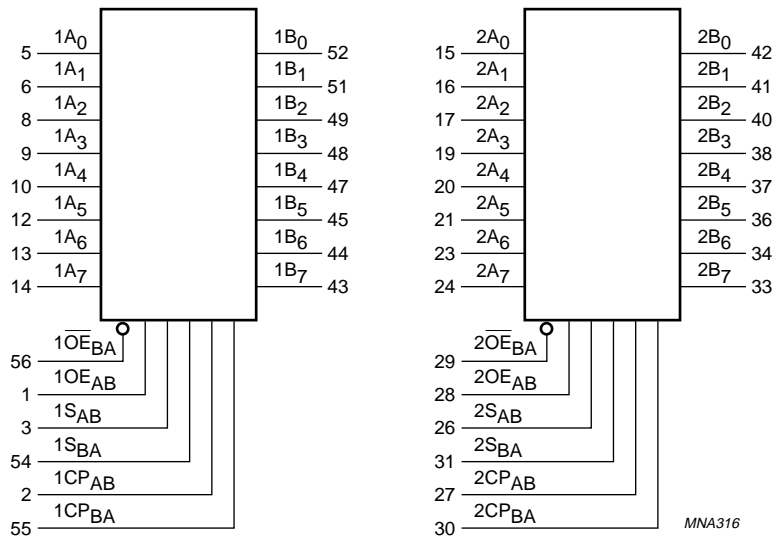 5 1A0 1B0 52
6 1A1 1B1 51
8 1A2 1B2 49
9 1A3 1B3 48
10 1A4 1B4 47
12 1A5 1B5 45
13 1A6 1B6 44
14 1A7 1B7 43
56 1O̅E̅BA
1 1OEAB
3 1SAB
54 1SBA
2 1CPAB
55 1CPBA
15 2A0 2B0 42
16 2A1 2B1 41
17 2A2 2B2 40
19 2A3 2B3 38
20 2A4 2B4 37
21 2A5 2B5 36
23 2A6 2B6 34
24 2A7 2B7 33
29 2O̅E̅BA
28 2OEAB
26 2SAB
31 2SBA
27 2CPAB
30 2CPBA
MNA316